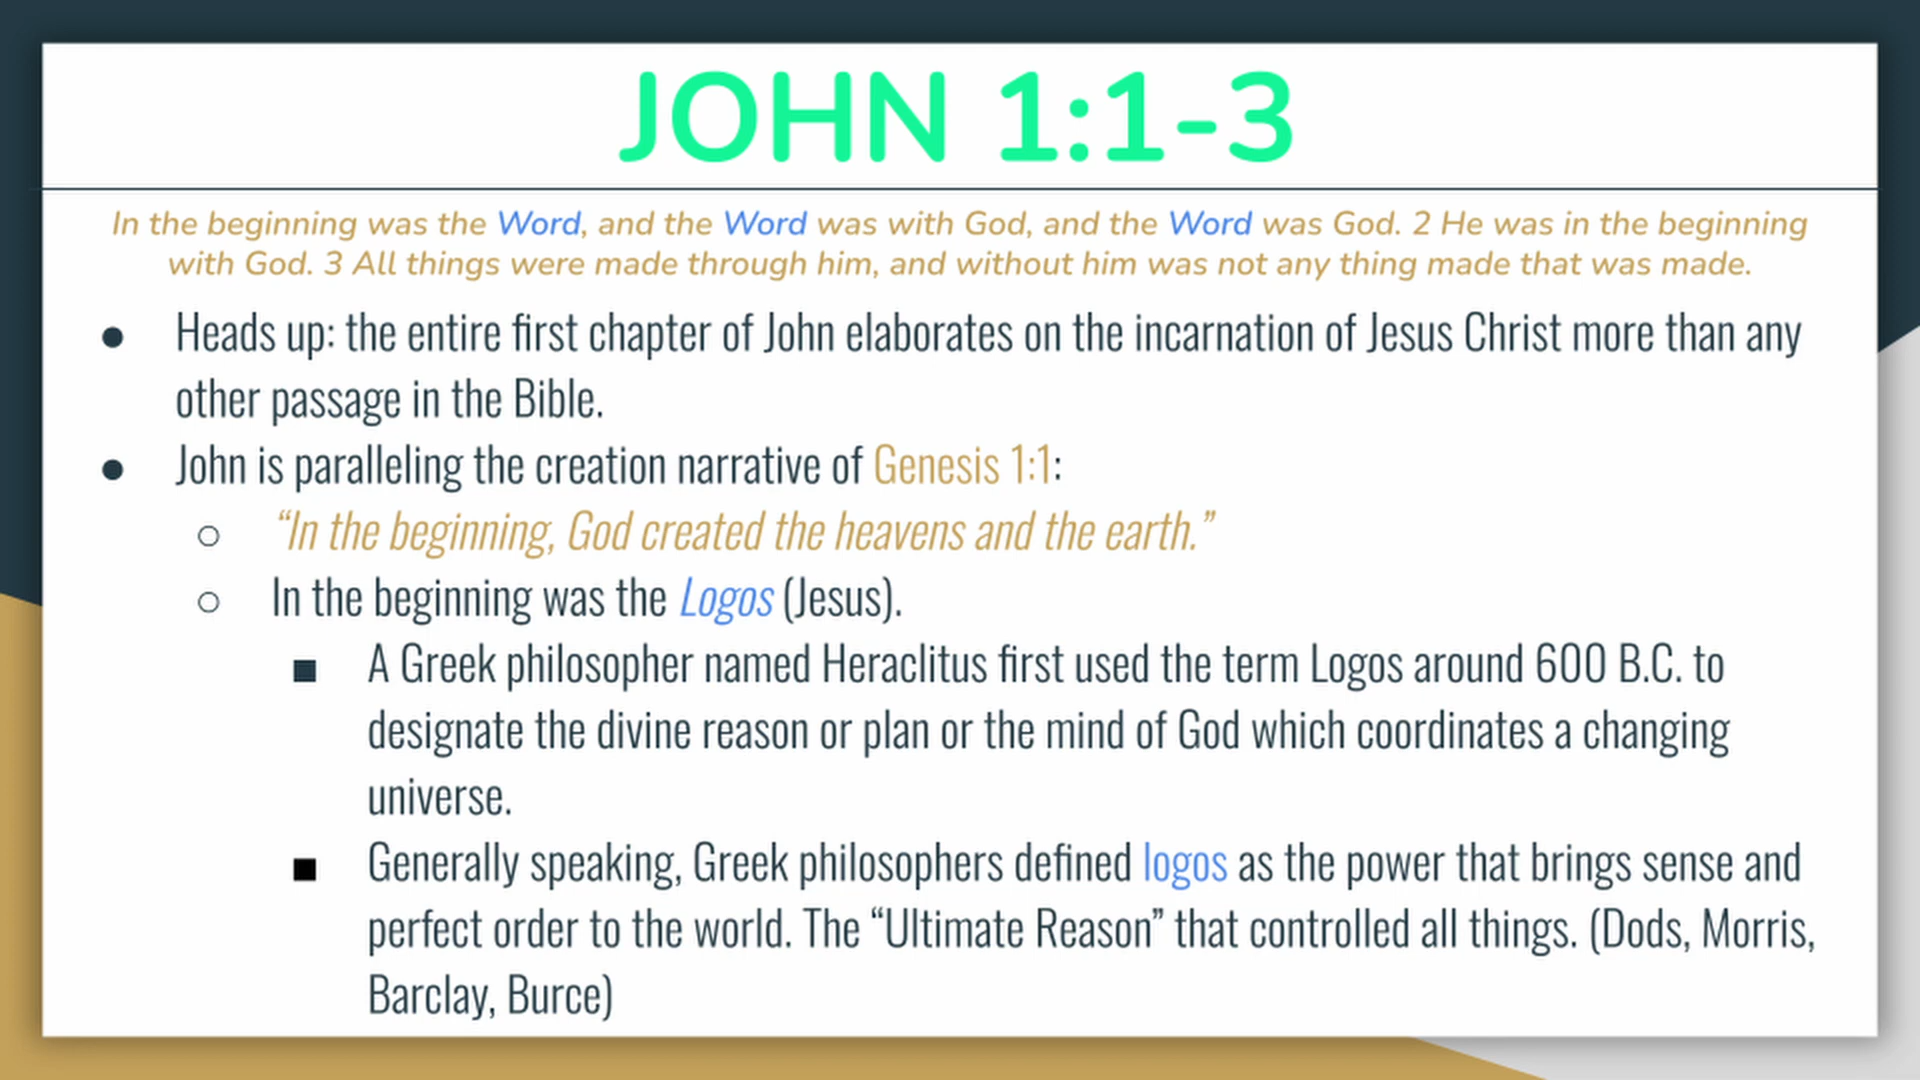 JOHN 1:1-3
In the beginning was the Word, and the Word was with God, and the Word was God. 2 He was in the beginning
with God. 3 All things were made through him, and without him was not any thing made that was made.
● Heads up: the entire first chapter of John elaborates on the incarnation of Jesus Christ more than any
other passage in the Bible.
● John is paralleling the creation narrative of Genesis 1:1:
○ “In the beginning, God created the heavens and the earth.”
○ In the beginning was the Logos (Jesus).
■ A Greek philosopher named Heraclitus first used the term Logos around 600 B.C. to
designate the divine reason or plan or the mind of God which coordinates a changing
universe.
■ Generally speaking, Greek philosophers defined logos as the power that brings sense and
perfect order to the world. The “Ultimate Reason” that controlled all things. (Dods, Morris,
Barclay, Burce)